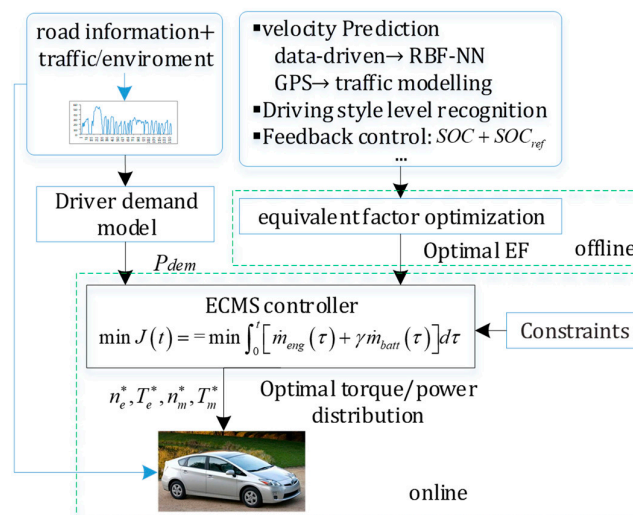 road information+
traffic/enviroment
▪velocity Prediction
data-driven→ RBF-NN
GPS→ traffic modelling
▪Driving style level recognition
▪Feedback control: SOC + SOC_ref
...
Driver demand
model
equivalent factor optimization
P_dem
Optimal EF
offline
ECMS controller
min J(t) = =min ∫_0^t [ṁ_eng(τ) + γṁ_batt(τ)]dτ
Constraints
n_e^*, T_e^*, n_m^*, T_m^*
Optimal torque/power
distribution
online